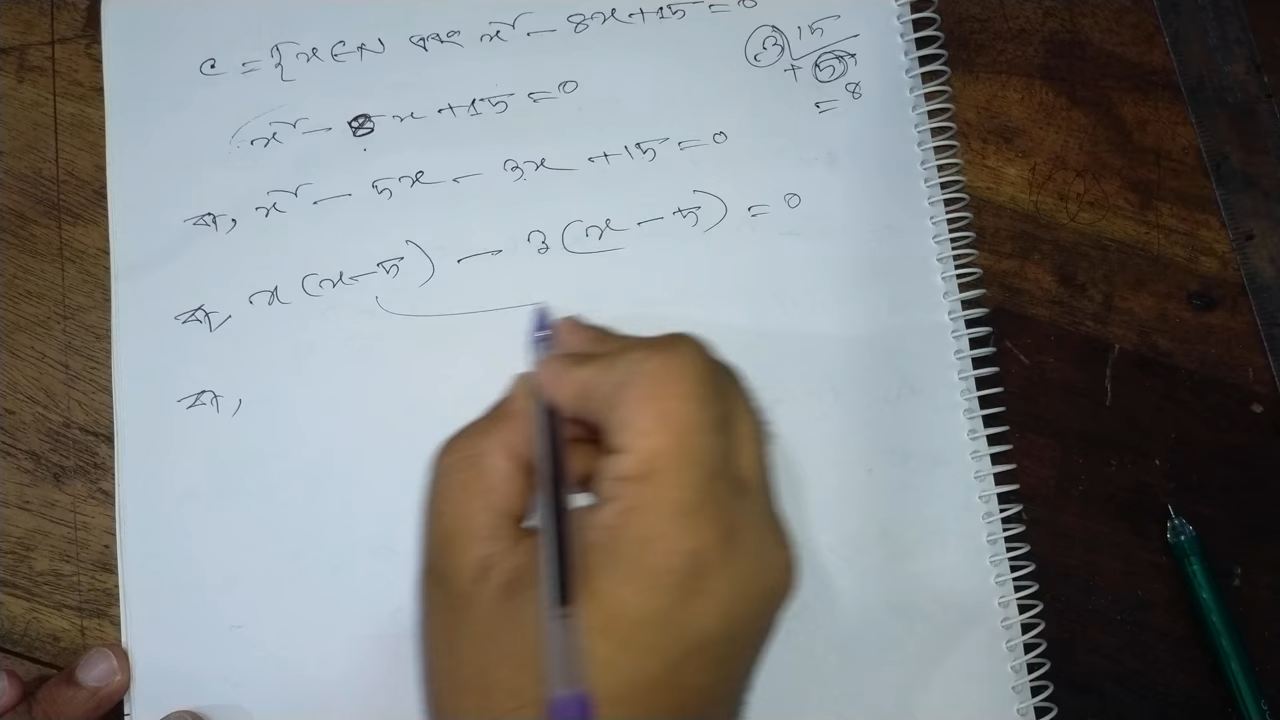 C = {x ∈ N এবং x² - 8x + 15 = 0
x² - 8x + 15 = 0
বা, x² - 5x - 3x + 15 = 0
বা, x (x - 5) - 3 (x - 5) = 0
বা,
3 15
+ 5
= 8